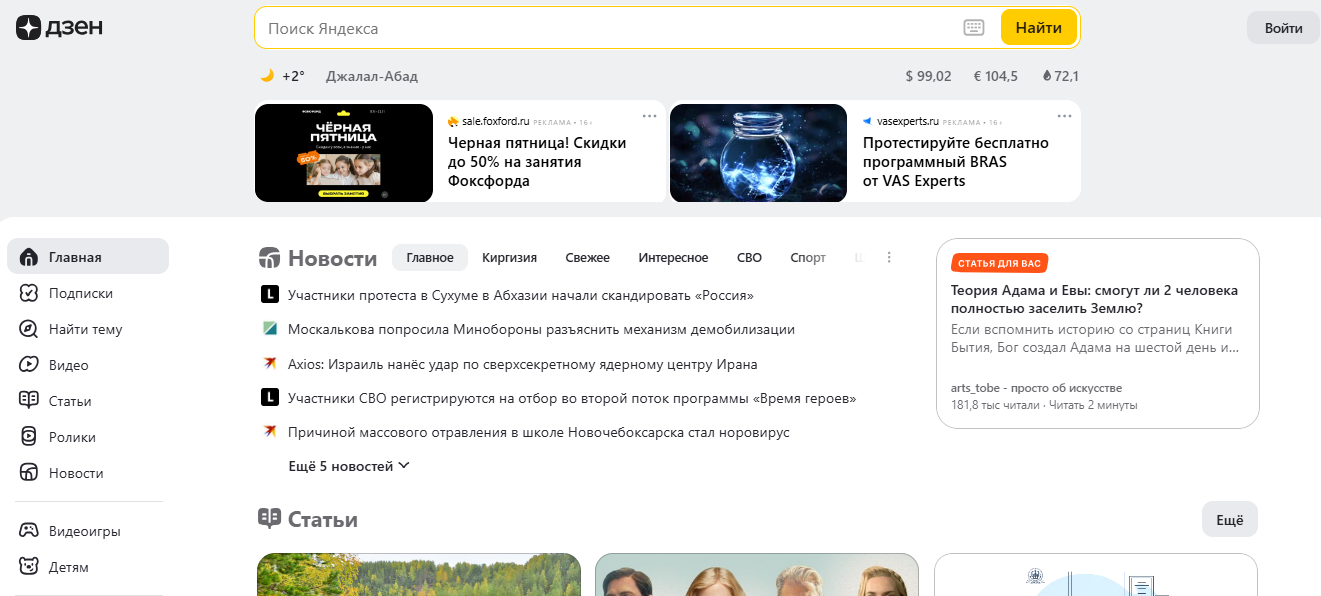 дзен
Поиск Яндекса
Найти
Войти
+2° Джалал-Абад
$ 99,02 € 104,5 72,1
ЧЁРНАЯ
ПЯТНИЦА
50%
ВЫБРАТЬ ЗАНЯТИЯ
sale.foxford.ru РЕКЛАМА • 16+
Черная пятница! Скидки
до 50% на занятия
Фоксфорда
vasexperts.ru РЕКЛАМА • 16+
Протестируйте бесплатно
программный BRAS
от VAS Experts
Главная
Подписки
Найти тему
Видео
Статьи
Ролики
Новости
Видеоигры
Детям
Новости
Главное Киргизия Свежее Интересное СВО Спорт
Участники протеста в Сухуме в Абхазии начали скандировать «Россия»
Москалькова попросила Минобороны разъяснить механизм демобилизации
Axios: Израиль нанёс удар по сверхсекретному ядерному центру Ирана
Участники СВО регистрируются на отбор во второй поток программы «Время героев»
Причиной массового отравления в школе Новочебоксарска стал норовирус
Ещё 5 новостей
СТАТЬЯ ДЛЯ ВАС
Теория Адама и Евы: смогут ли 2 человека
полностью заселить Землю?
Если вспомнить историю со страниц Книги
Бытия, Бог создал Адама на шестой день и...
arts_tobe - просто об искусстве
181,8 тыс читали · Читать 2 минуты
Статьи
Ещё